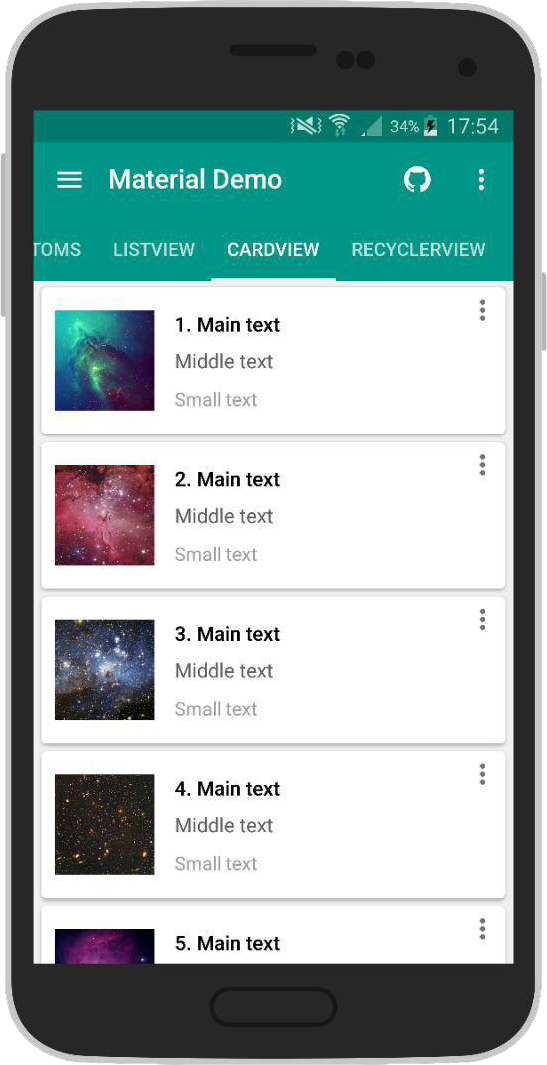 34% 17:54
Material Demo
TOMS LISTVIEW CARDVIEW RECYCLERVIEW
1. Main text
Middle text
Small text
2. Main text
Middle text
Small text
3. Main text
Middle text
Small text
4. Main text
Middle text
Small text
5. Main text